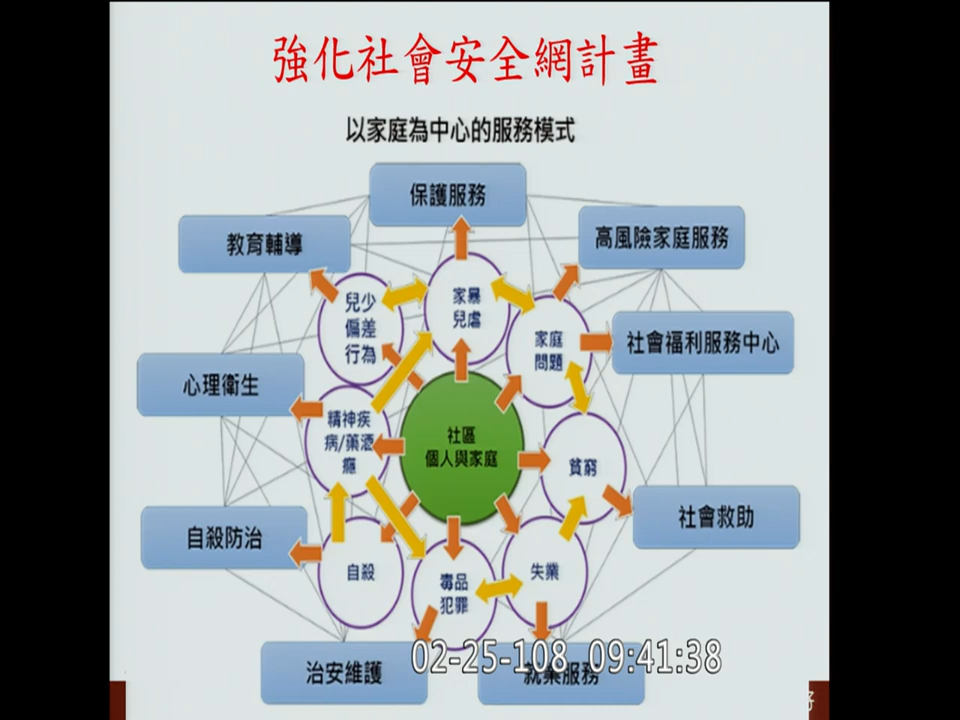 強化社會安全網計畫
以家庭為中心的服務模式
保護服務
教育輔導
高風險家庭服務
兒少
偏差
行為
家暴
兒虐
家庭
問題
社會福利服務中心
心理衛生
精神疾
病/藥酒
癮
社區
個人與家庭
貧窮
社會救助
自殺防治
自殺
毒品
犯罪
失業
治安維護
就業服務
02-25-108 09:41:38